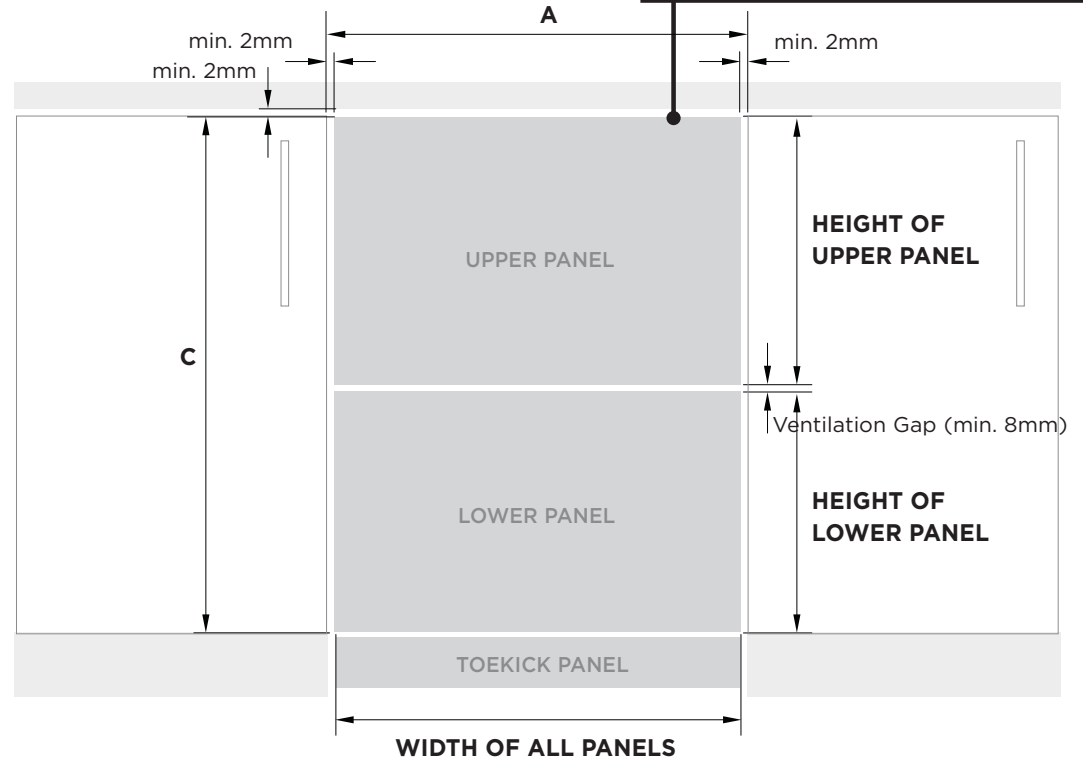 A
min. 2mm
min. 2mm
min. 2mm
HEIGHT OF
UPPER PANEL
UPPER PANEL
C
Ventilation Gap (min. 8mm)
HEIGHT OF
LOWER PANEL
LOWER PANEL
TOEKICK PANEL
WIDTH OF ALL PANELS